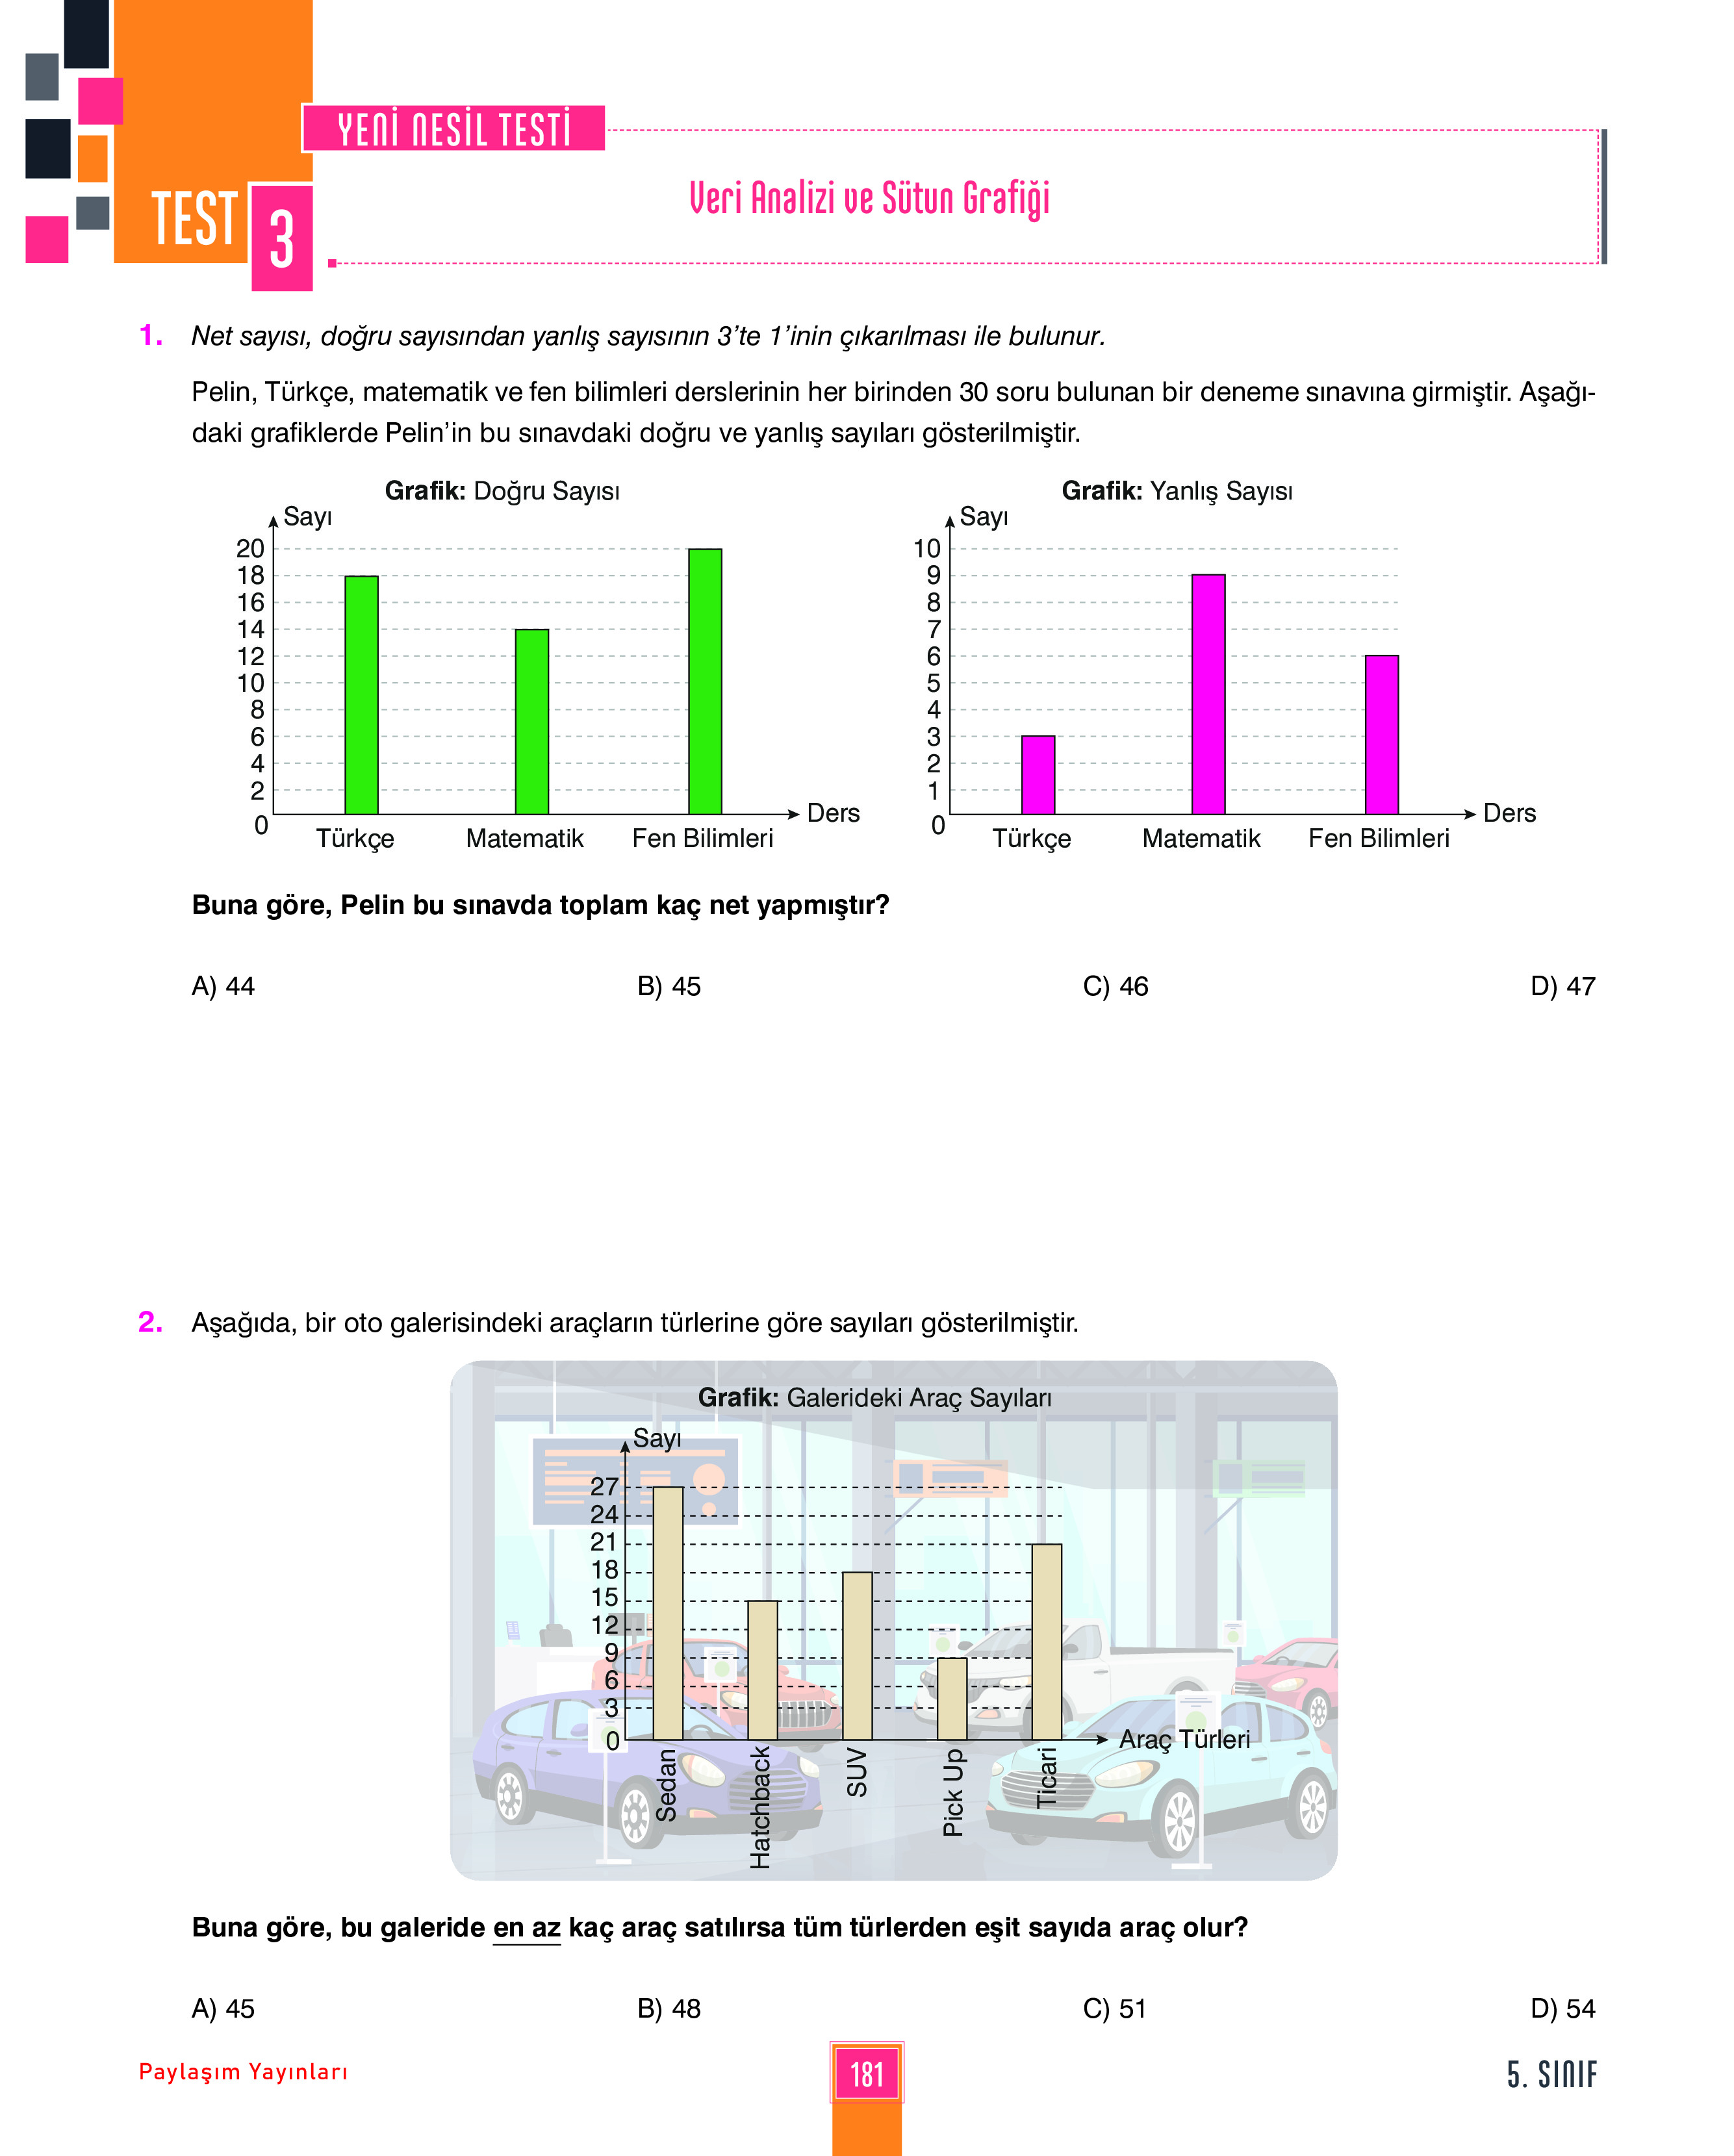 YENİ NESİL TESTİ
TEST 3
Veri Analizi ve Sütun Grafiği
1. Net sayısı, doğru sayısından yanlış sayısının 3’te 1’inin çıkarılması ile bulunur.
Pelin, Türkçe, matematik ve fen bilimleri derslerinin her birinden 30 soru bulunan bir deneme sınavına girmiştir. Aşağı-
daki grafiklerde Pelin’in bu sınavdaki doğru ve yanlış sayıları gösterilmiştir.
Grafik: Doğru Sayısı
Sayı
20
18
16
14
12
10
8
6
4
2
0
Türkçe Matematik Fen Bilimleri
Ders
Grafik: Yanlış Sayısı
Sayı
10
9
8
7
6
5
4
3
2
1
0
Türkçe Matematik Fen Bilimleri
Ders
Buna göre, Pelin bu sınavda toplam kaç net yapmıştır?
A) 44 B) 45 C) 46 D) 47
2. Aşağıda, bir oto galerisindeki araçların türlerine göre sayıları gösterilmiştir.
Grafik: Galerideki Araç Sayıları
Sayı
27
24
21
18
15
12
9
6
3
0
Sedan
Hatchback
SUV
Pick Up
Ticari
Araç Türleri
Buna göre, bu galeride en az kaç araç satılırsa tüm türlerden eşit sayıda araç olur?
A) 45 B) 48 C) 51 D) 54
Paylaşım Yayınları
181
5. SINIF